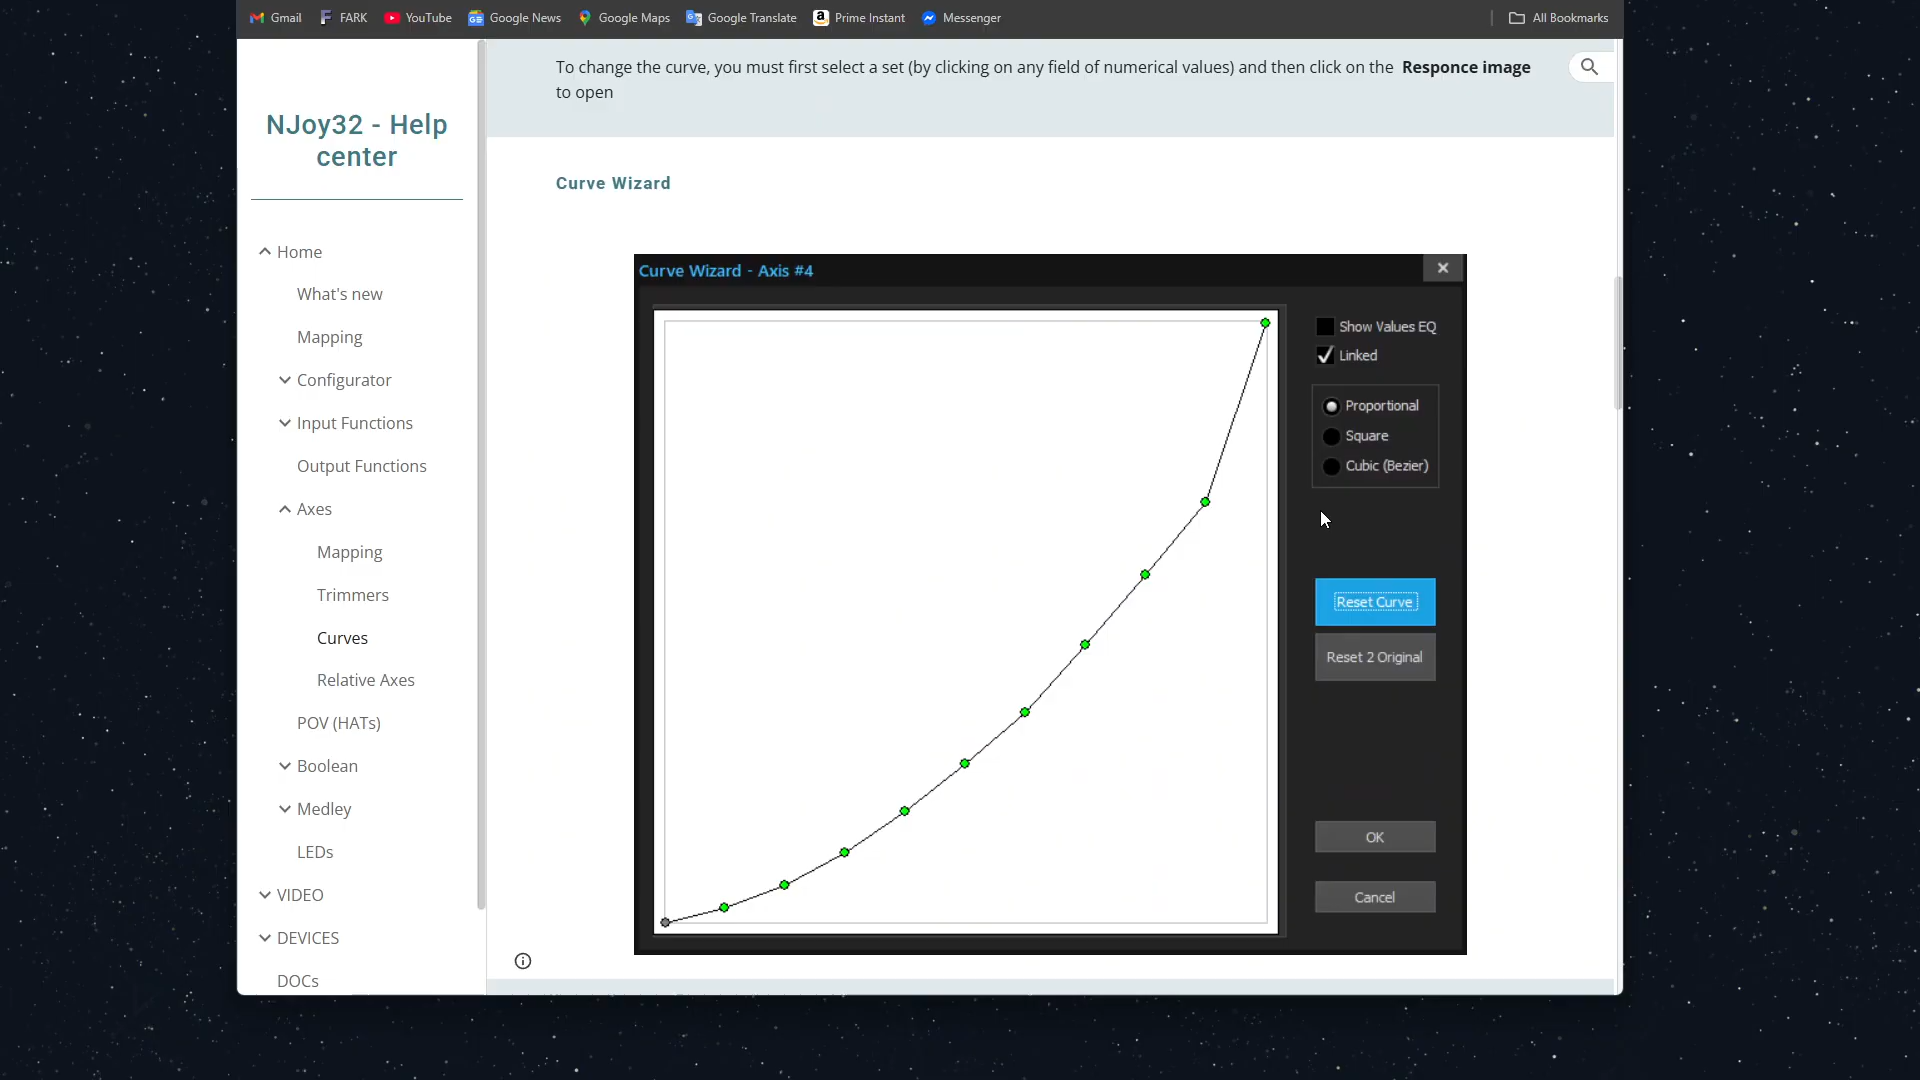 Gmail
FARK
YouTube
Google News
Google Maps
Google Translate
Prime Instant
Messenger
All Bookmarks
To change the curve, you must first select a set (by clicking on any field of numerical values) and then click on the Responce image
to open
NJoy32 - Help
center
Home
What's new
Mapping
Configurator
Input Functions
Output Functions
Axes
Mapping
Trimmers
Curves
Relative Axes
POV (HATs)
Boolean
Medley
LEDs
VIDEO
DEVICES
DOCs
Curve Wizard
Curve Wizard - Axis #4
Show Values EQ
Linked
Proportional
Square
Cubic (Bezier)
Reset Curve
Reset 2 Original
OK
Cancel